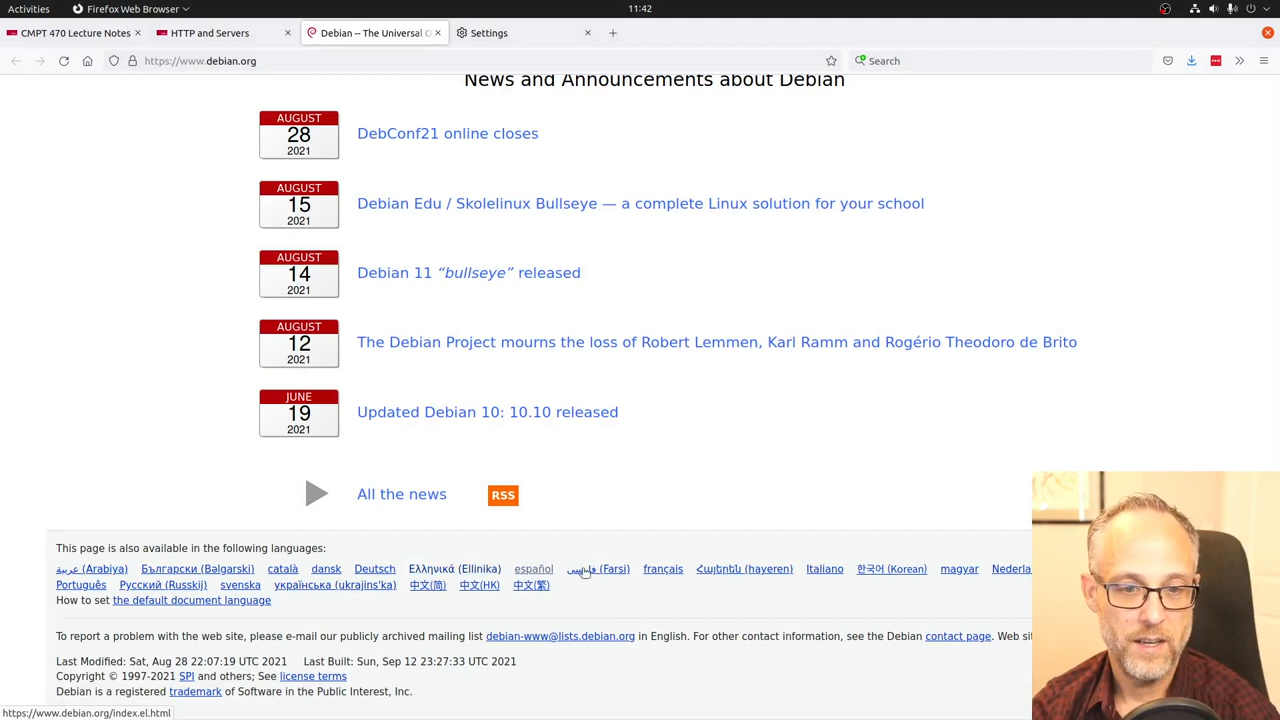 Activities Firefox Web Browser 11:42
CMPT 470 Lecture Notes HTTP and Servers Debian -- The Universal O Settings
https://www.debian.org Search
News and Announcements about Debian
AUGUST
28
2021
DebConf21 online closes
AUGUST
15
2021
Debian Edu / Skolelinux Bullseye — a complete Linux solution for your school
AUGUST
14
2021
Debian 11 “bullseye” released
AUGUST
12
2021
The Debian Project mourns the loss of Robert Lemmen, Karl Ramm and Rogério Theodoro de Brito
JUNE
19
2021
Updated Debian 10: 10.10 released
All the news RSS
This page is also available in the following languages:
عربية (Arabiya) Български (Bəlgarski) català dansk Deutsch Ελληνικά (Ellinika) español فارسی (Farsi) français Հայերեն (hayeren) Italiano 한국어 (Korean) magyar Nederla
Português Русский (Russkij) svenska українська (ukrajins'ka) 中文(简) 中文(HK) 中文(繁)
How to set the default document language
To report a problem with the web site, please e-mail our publicly archived mailing list debian-www@lists.debian.org in English. For other contact information, see the Debian contact page. Web sit
Last Modified: Sat, Aug 28 22:07:19 UTC 2021 Last Built: Sun, Sep 12 23:27:33 UTC 2021
Copyright © 1997-2021 SPI and others; See license terms
Debian is a registered trademark of Software in the Public Interest, Inc.
https://www.debian.org/index.el.html